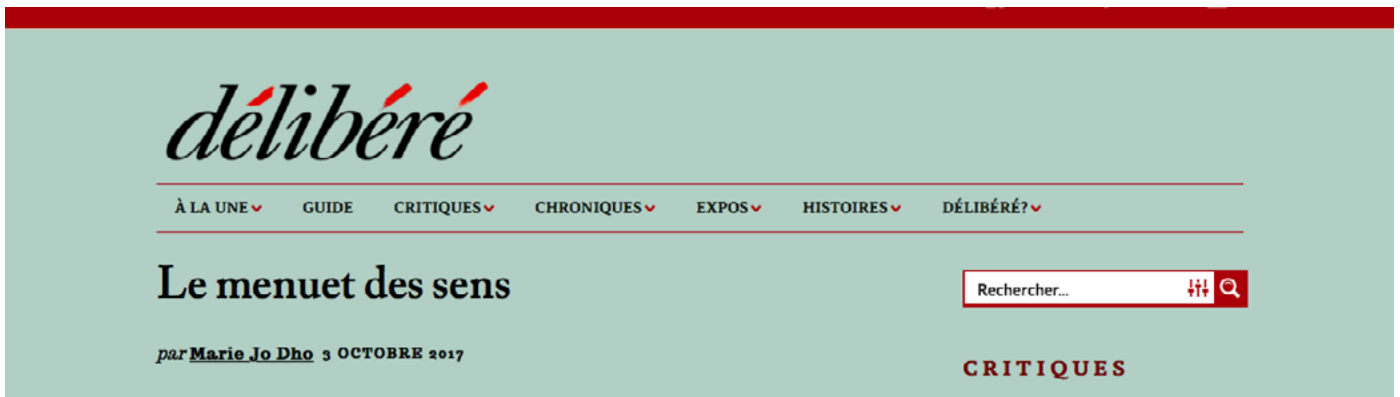 délibéré
À LA UNE GUIDE CRITIQUES CHRONIQUES EXPOS HISTOIRES DÉLIBÉRÉ?
Le menuet des sens
Rechercher...
par Marie Jo Dho 3 OCTOBRE 2017
CRITIQUES